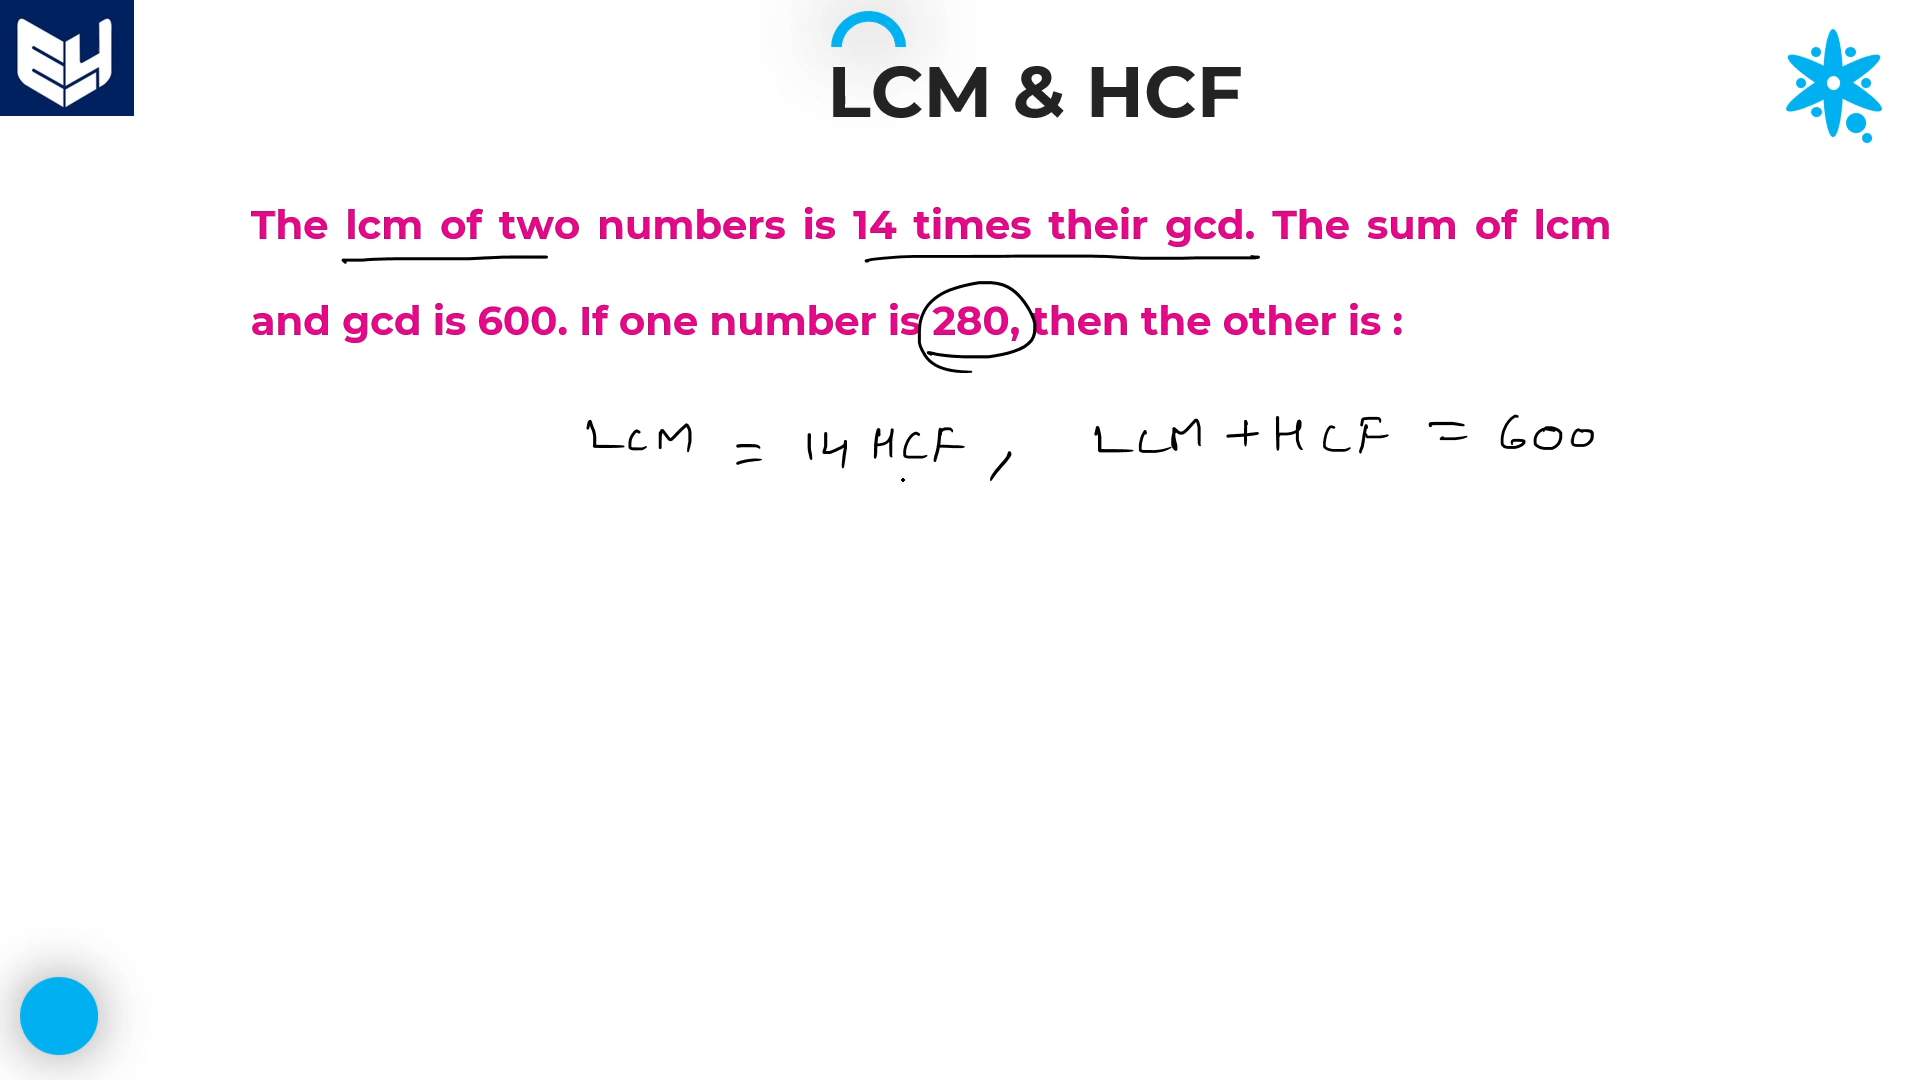 LCM & HCF
The lcm of two numbers is 14 times their gcd. The sum of lcm
and gcd is 600. If one number is 280, then the other is :
LCM = 14 HCF, LCM + HCF = 600